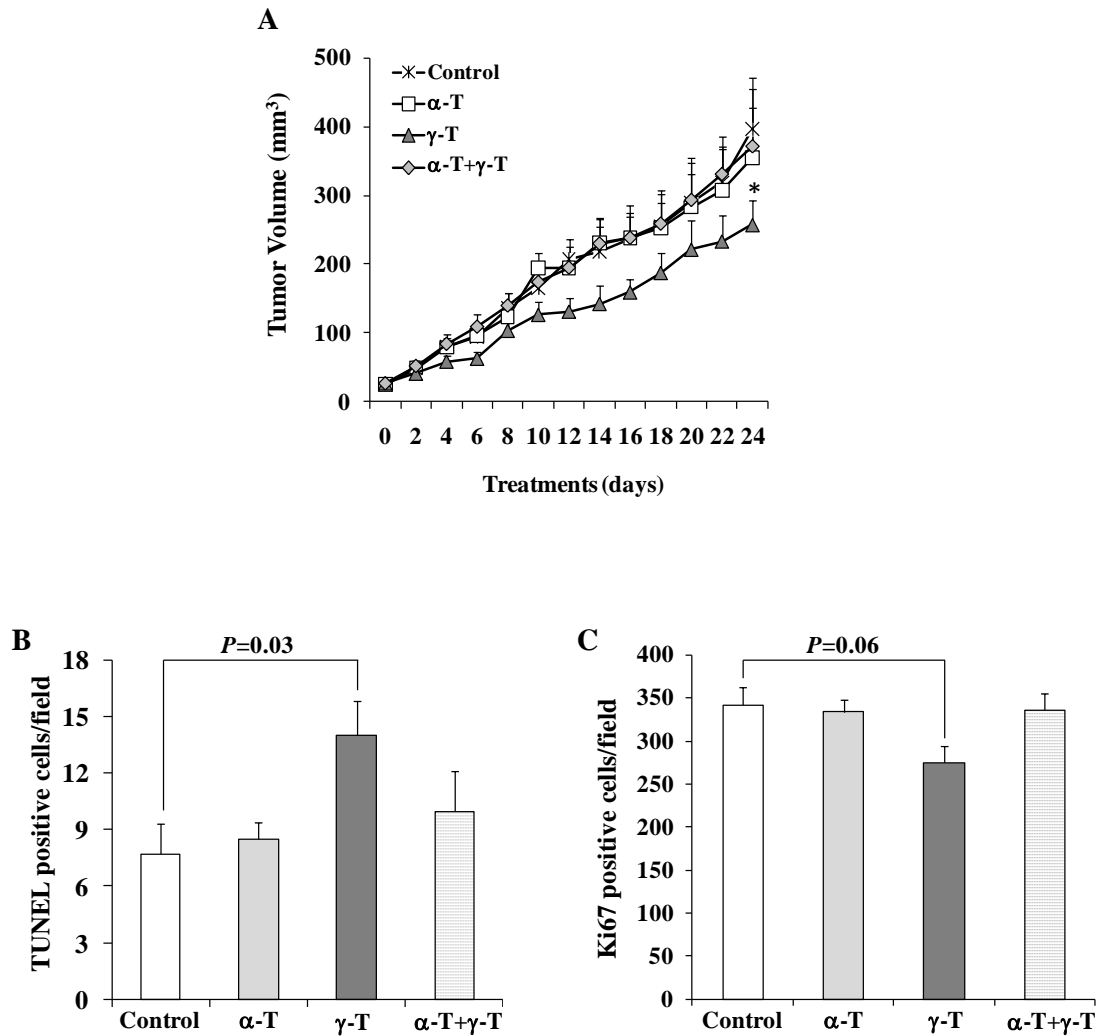 A
Tumor Volume (mm³)
500
400
300
200
100
0
Control
α-T
γ-T
α-T+γ-T
*
0 2 4 6 8 10 12 14 16 18 20 22 24
Treatments (days)
B
P=0.03
TUNEL positive cells/field
18
15
12
9
6
3
0
Control α-T γ-T α-T+γ-T
C
P=0.06
Ki67 positive cells/field
400
350
300
250
200
150
100
50
0
Control α-T γ-T α-T+γ-T